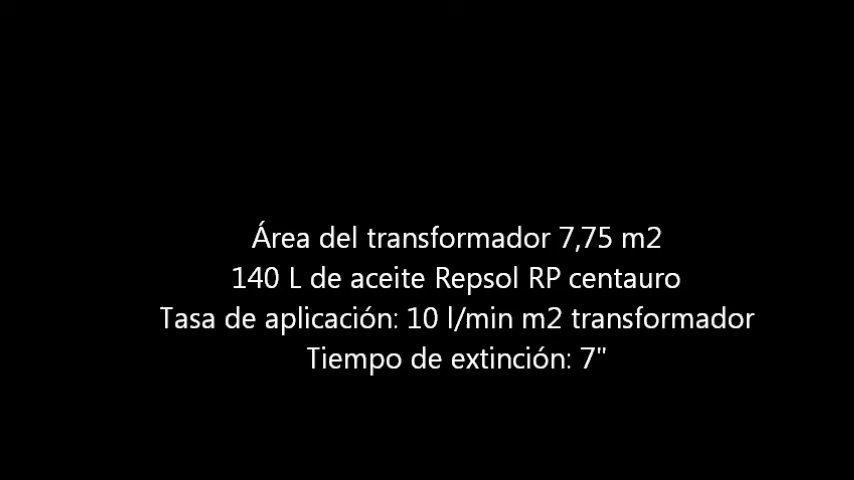 Área del transformador 7,75 m2
140 L de aceite Repsol RP centauro
Tasa de aplicación: 10 l/min m2 transformador
Tiempo de extinción: 7"